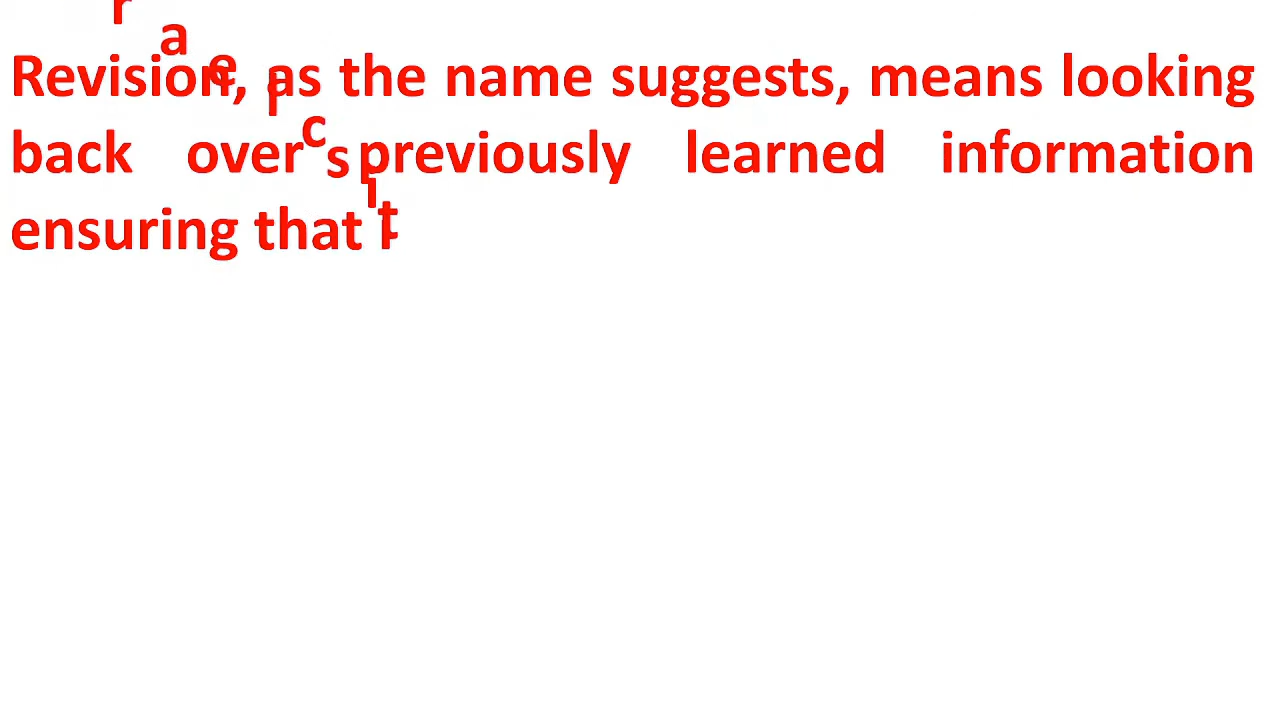 Revision, as the name suggests, means looking
back over previously learned information
ensuring that